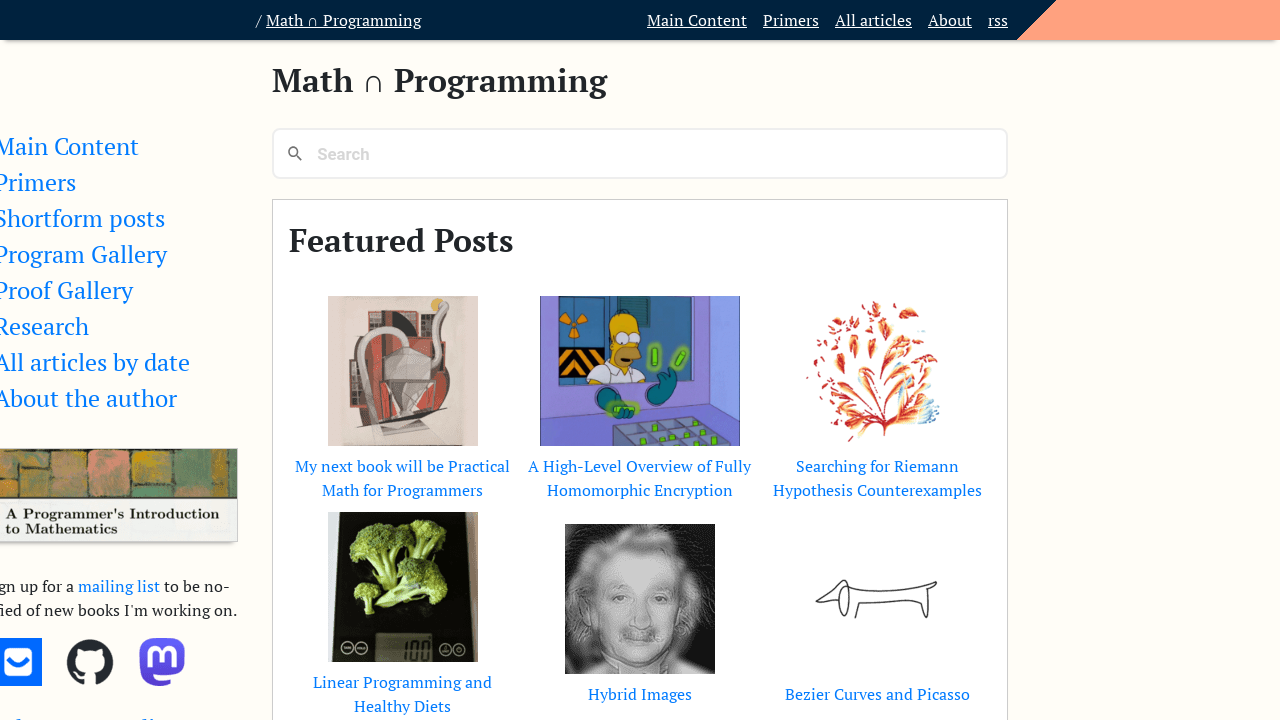 / Math ∩ Programming
Main Content Primers All articles About rss
Math ∩ Programming
Search
Main Content
Primers
Shortform posts
Program Gallery
Proof Gallery
Research
All articles by date
About the author
A Programmer's Introduction
to Mathematics
gn up for a mailing list to be no-
fied of new books I'm working on.
Featured Posts
My next book will be Practical
Math for Programmers
A High-Level Overview of Fully
Homomorphic Encryption
Searching for Riemann
Hypothesis Counterexamples
100
Linear Programming and
Healthy Diets
Hybrid Images
Bezier Curves and Picasso